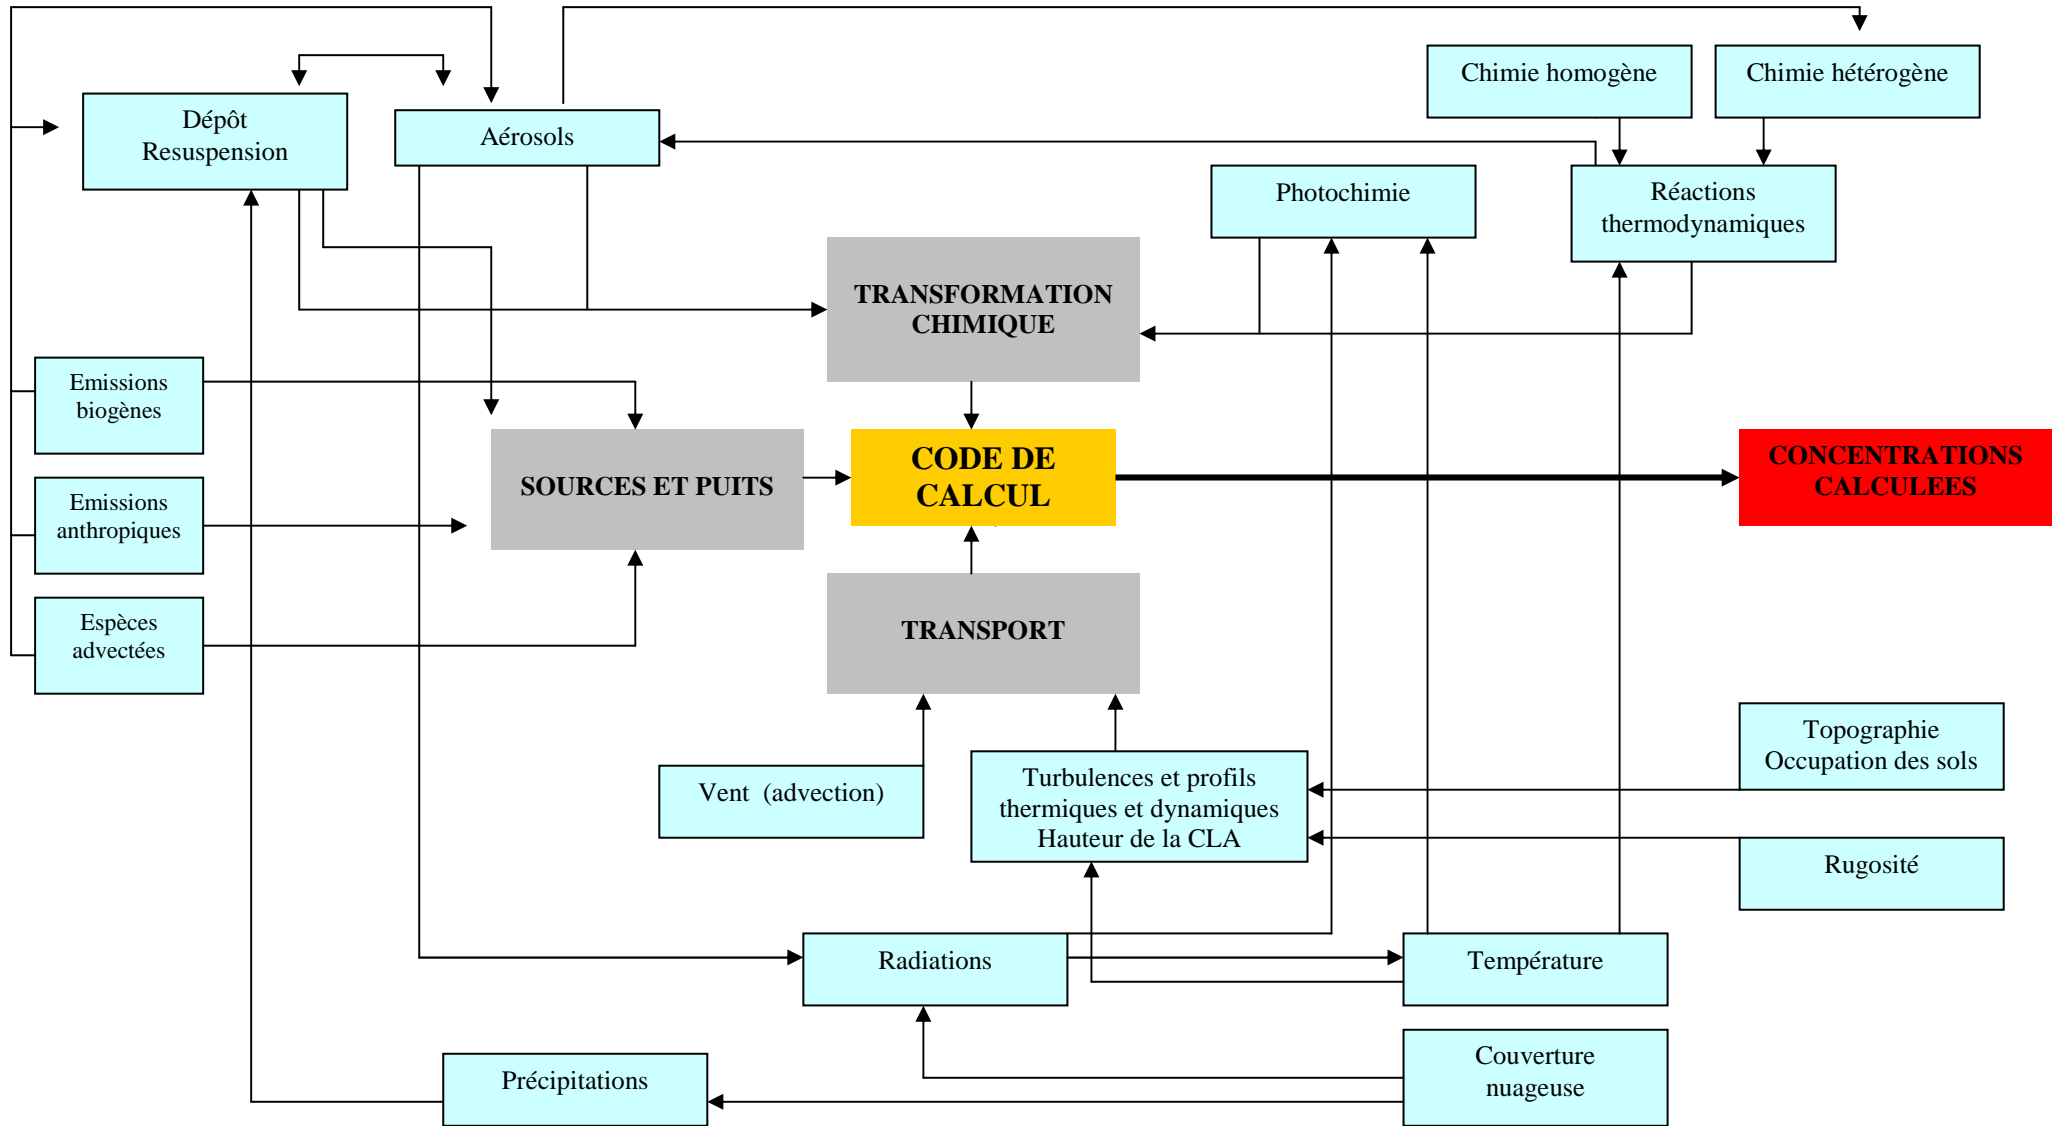 Chimie homogène
Chimie hétérogène
Dépôt
Resuspension
Aérosols
Photochimie
Réactions
thermodynamiques
TRANSFORMATION
CHIMIQUE
Emissions
biogènes
SOURCES ET PUITS
CODE DE
CALCUL
CONCENTRATIONS
CALCULEES
Emissions
anthropiques
Espèces
advectées
TRANSPORT
Vent (advection)
Turbulences et profils
thermiques et dynamiques
Hauteur de la CLA
Topographie
Occupation des sols
Rugosité
Radiations
Température
Précipitations
Couverture
nuageuse